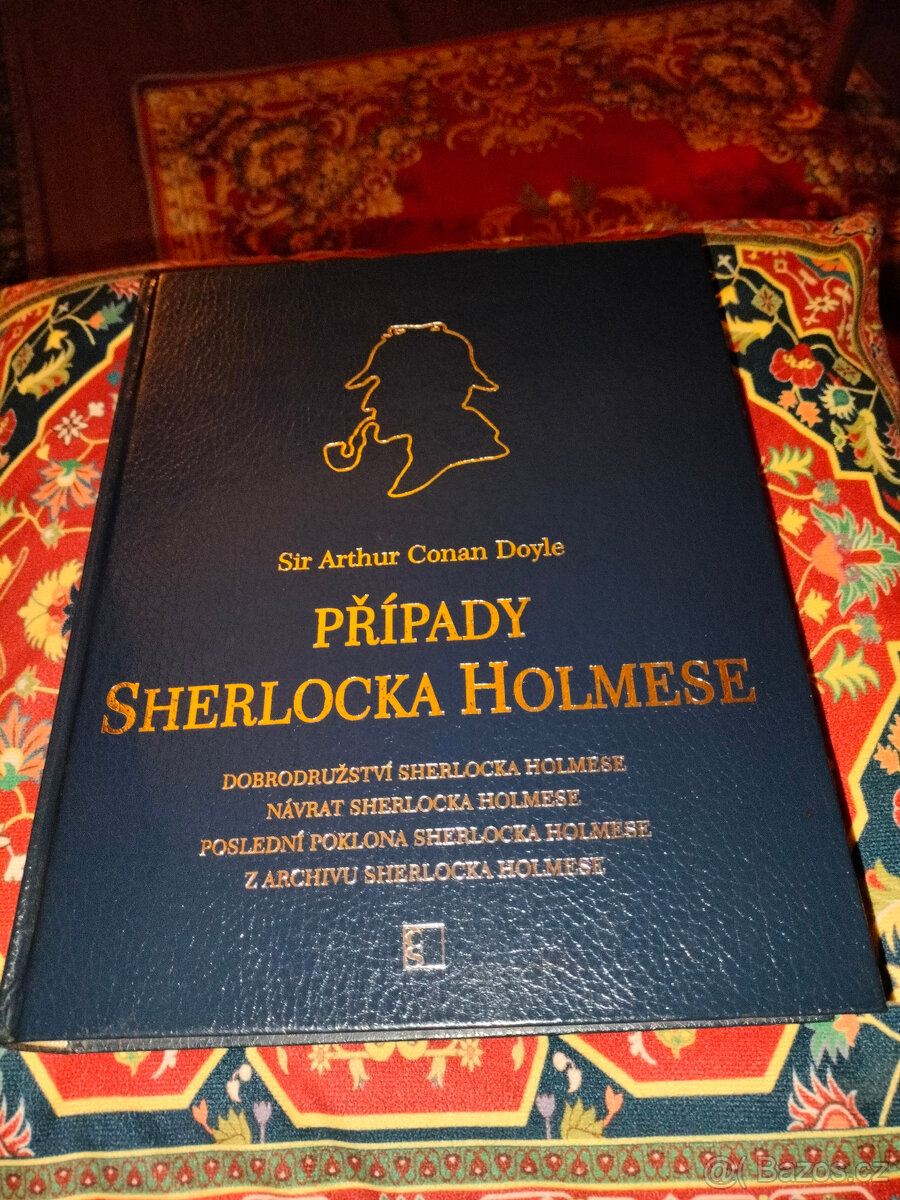 Sir Arthur Conan Doyle
PŘÍPADY
SHERLOCKA HOLMESE
DOBRODRUŽSTVÍ SHERLOCKA HOLMESE
NÁVRAT SHERLOCKA HOLMESE
POSLEDNÍ POKLONA SHERLOCKA HOLMESE
Z ARCHIVU SHERLOCKA HOLMESE
ČS
Bazos.cz